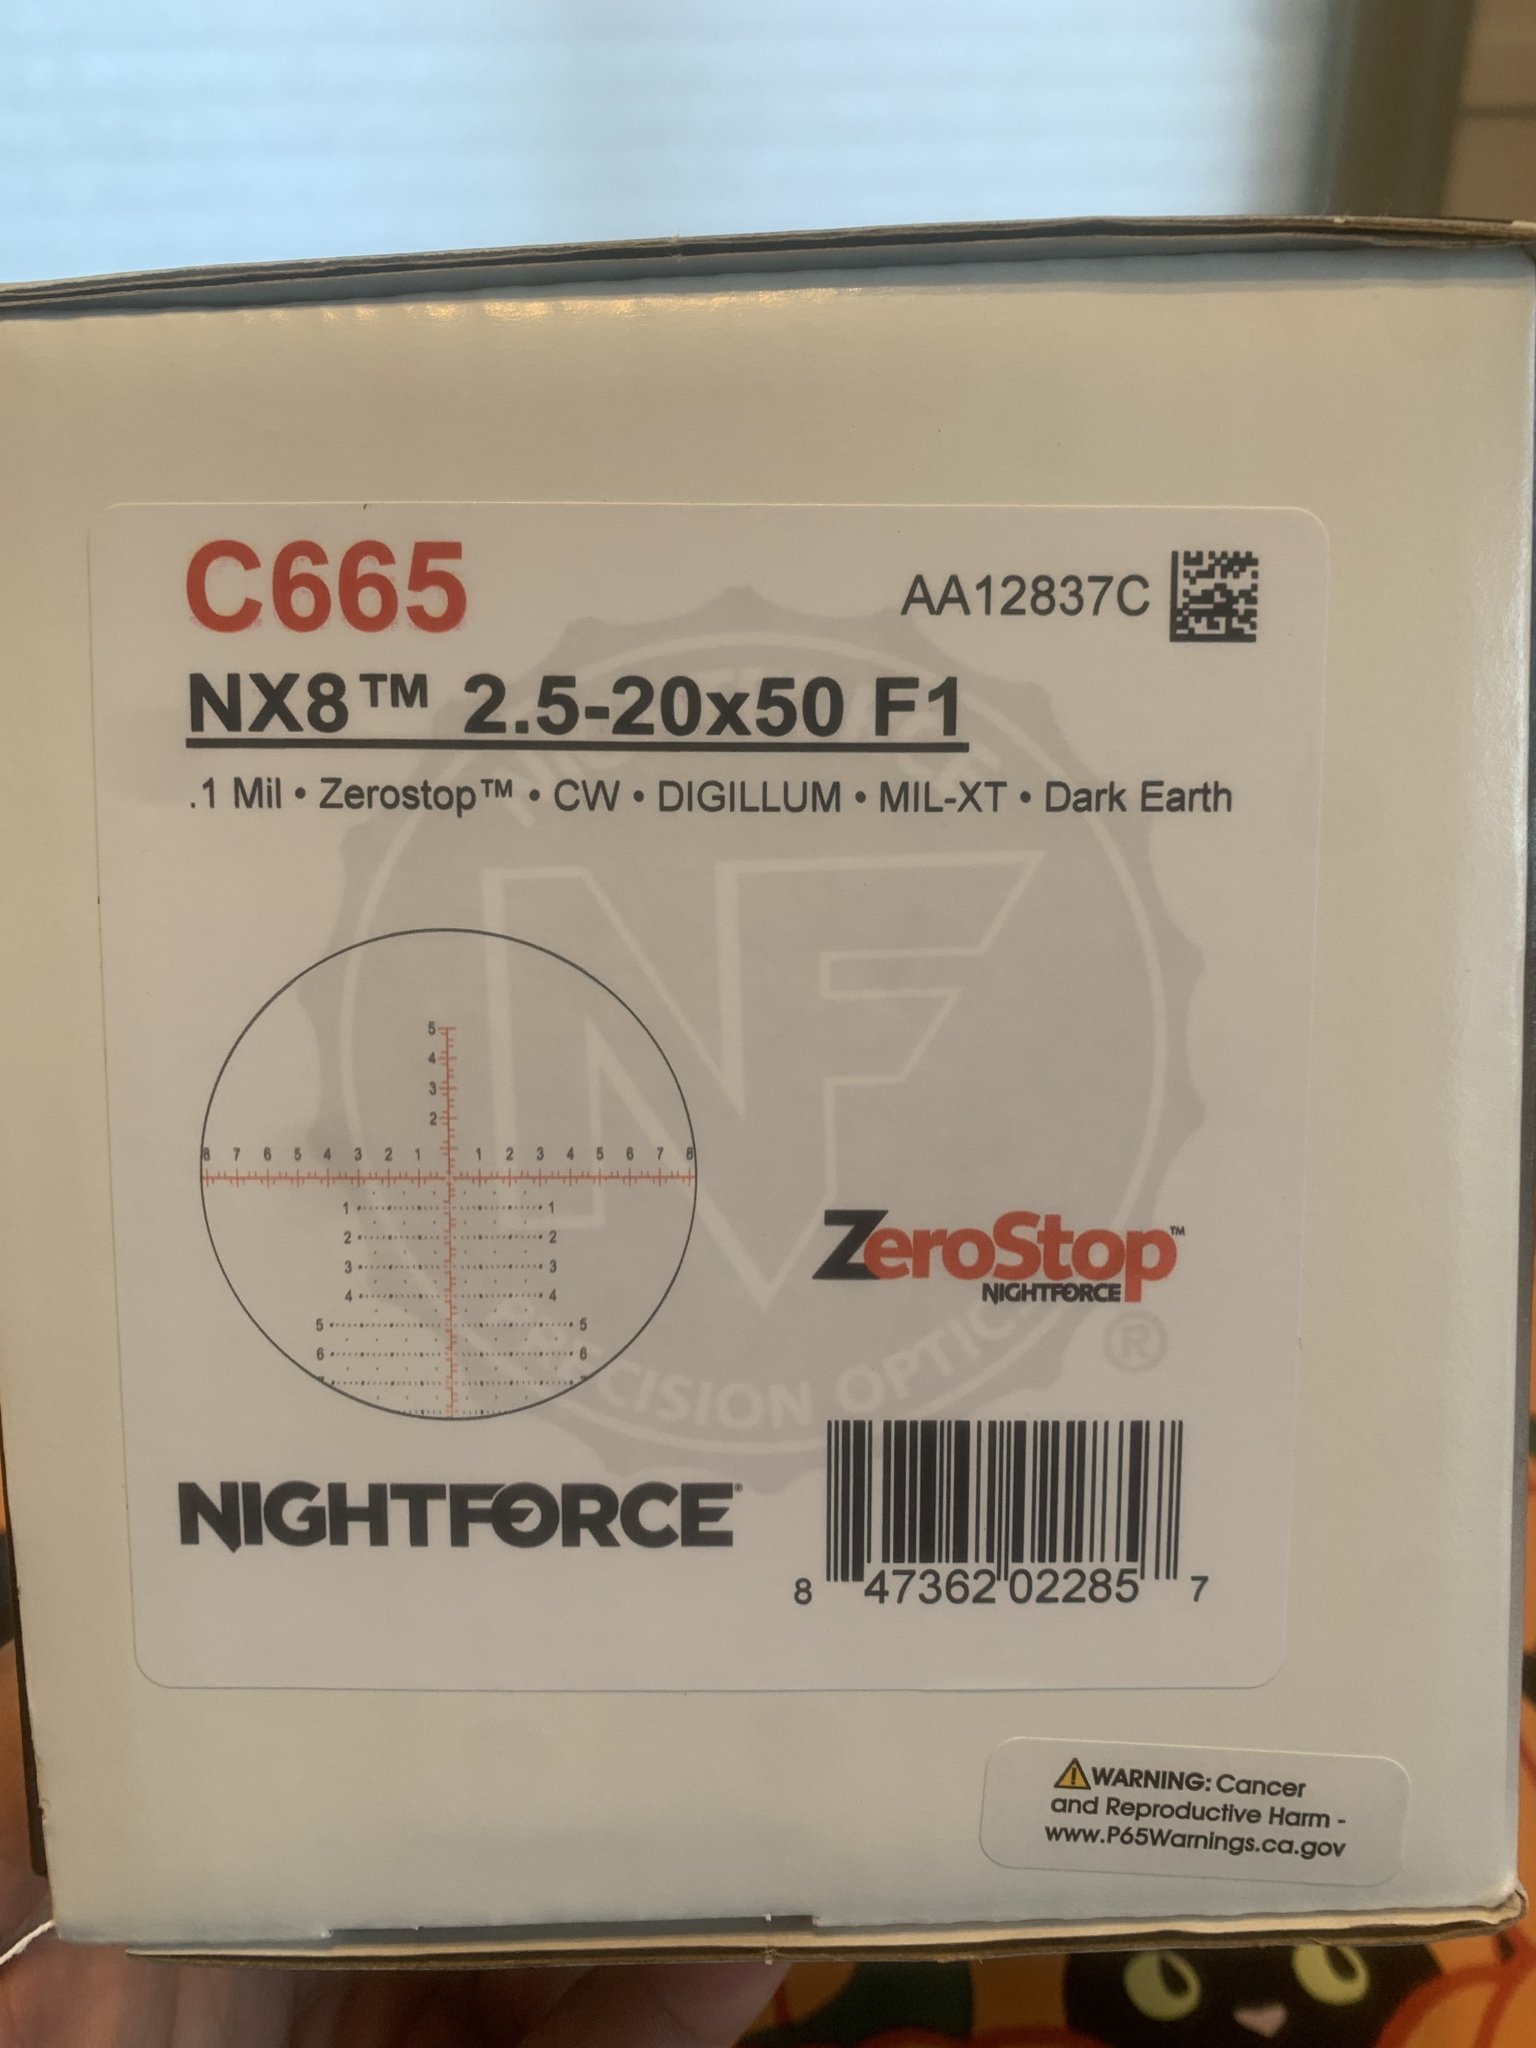 C665
AA12837C
NX8™ 2.5-20x50 F1
.1 Mil • Zerostop™ • CW • DIGILLUM • MIL-XT • Dark Earth
NF
PRECISION OPTICS
®
5
4
3
2
8 7 6 5 4 3 2 1 1 2 3 4 5 6 7 8
1 1
2 2
3 3
4 4
5 5
6 6
ZeroStop™
NIGHTFORCE
NIGHTFORCE®
8 47362 02285 7
WARNING: Cancer
and Reproductive Harm -
www.P65Warnings.ca.gov